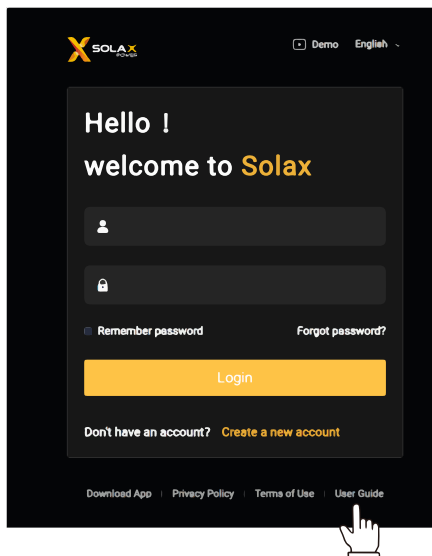 SOLAX
POWER
Demo English
Hello !
welcome to Solax
Remember password Forgot password?
Login
Don't have an account? Create a new account
Download App | Privacy Policy | Terms of Use | User Guide